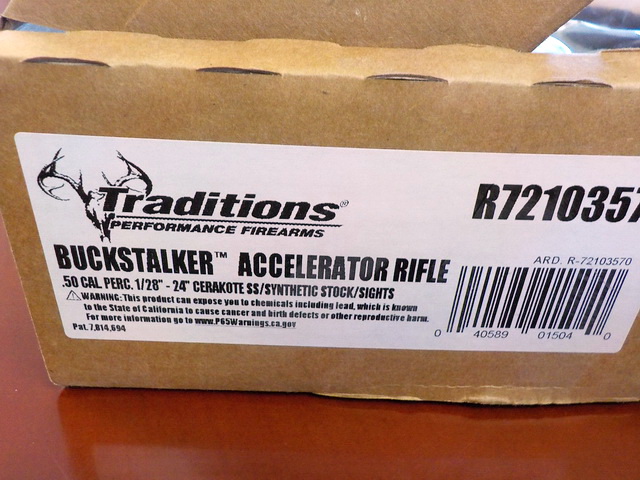 Traditions®
PERFORMANCE FIREARMS
R7210357
BUCKSTALKER™ ACCELERATOR RIFLE
.50 CAL PERC. 1/28" - 24" CERAKOTE SS/SYNTHETIC STOCK/SIGHTS
⚠WARNING: This product can expose you to chemicals including lead, which is known
to the State of California to cause cancer and birth defects or other reproductive harm.
For more information go to www.P65Warnings.ca.gov
Pat. 7,814,694
ARD. R-72103570
0 40589 01504 0